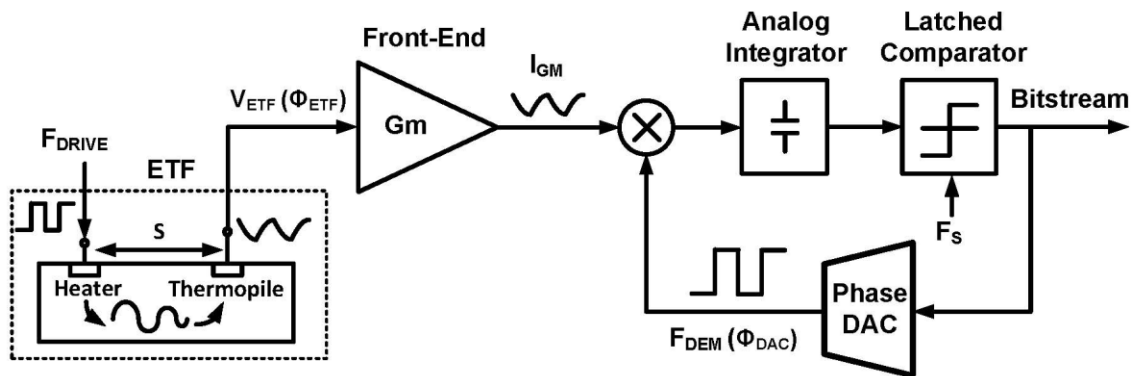 Front-End
Analog
Integrator
Latched
Comparator
I_GM
V_ETF (Φ_ETF)
Gm
Bitstream
F_DRIVE
ETF
S
F_S
Heater
Thermopile
Phase
DAC
F_DEM (Φ_DAC)